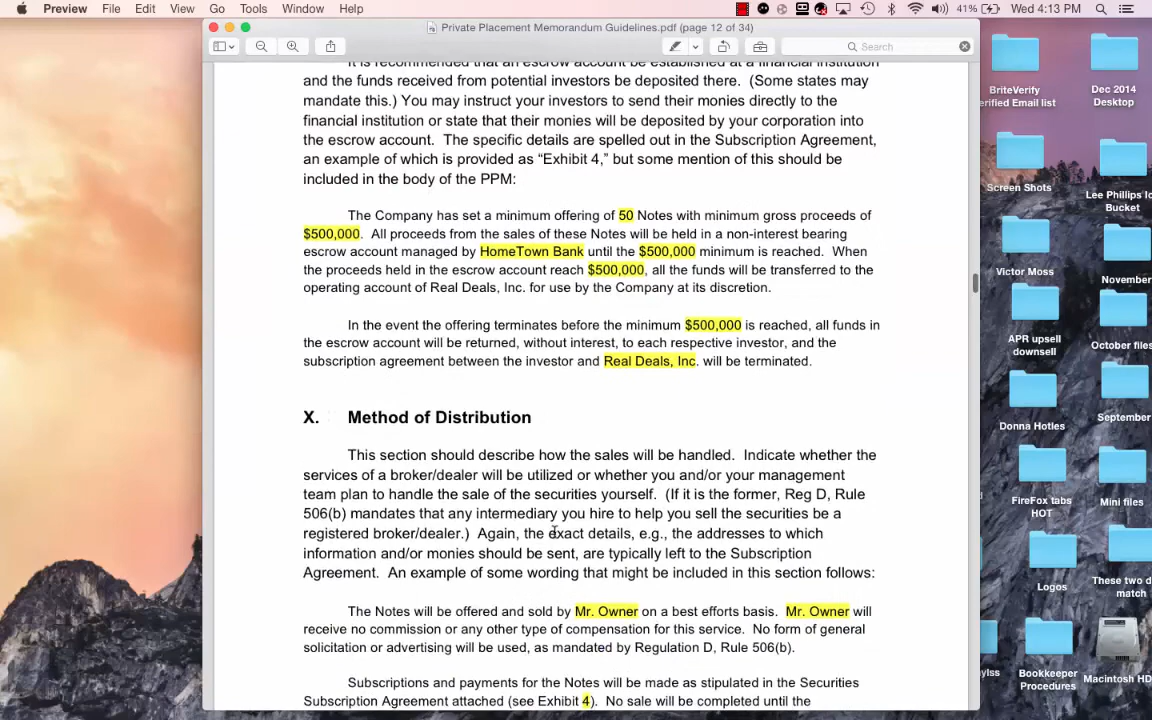 Preview File Edit View Go Tools Window Help 41% Wed 4:13 PM
Private Placement Memorandum Guidelines.pdf (page 12 of 34)
Search
It is recommended that an escrow account be established at a financial institution
and the funds received from potential investors be deposited there. (Some states may
mandate this.) You may instruct your investors to send their monies directly to the
financial institution or state that their monies will be deposited by your corporation into
the escrow account. The specific details are spelled out in the Subscription Agreement,
an example of which is provided as “Exhibit 4,” but some mention of this should be
included in the body of the PPM:
The Company has set a minimum offering of 50 Notes with minimum gross proceeds of
$500,000. All proceeds from the sales of these Notes will be held in a non-interest bearing
escrow account managed by HomeTown Bank until the $500,000 minimum is reached. When
the proceeds held in the escrow account reach $500,000, all the funds will be transferred to the
operating account of Real Deals, Inc. for use by the Company at its discretion.
In the event the offering terminates before the minimum $500,000 is reached, all funds in
the escrow account will be returned, without interest, to each respective investor, and the
subscription agreement between the investor and Real Deals, Inc. will be terminated.
X. Method of Distribution
This section should describe how the sales will be handled. Indicate whether the
services of a broker/dealer will be utilized or whether you and/or your management
team plan to handle the sale of the securities yourself. (If it is the former, Reg D, Rule
506(b) mandates that any intermediary you hire to help you sell the securities be a
registered broker/dealer.) Again, the exact details, e.g., the addresses to which
information and/or monies should be sent, are typically left to the Subscription
Agreement. An example of some wording that might be included in this section follows:
The Notes will be offered and sold by Mr. Owner on a best efforts basis. Mr. Owner will
receive no commission or any other type of compensation for this service. No form of general
solicitation or advertising will be used, as mandated by Regulation D, Rule 506(b).
Subscriptions and payments for the Notes will be made as stipulated in the Securities
Subscription Agreement attached (see Exhibit 4). No sale will be completed until the
BriteVerify
erified Email list
Dec 2014
Desktop
Screen Shots
Lee Phillips Ic
Bucket
Victor Moss
November
APR upsell
downsell
October files
Donna Hotles
September
FireFox tabs
HOT
Mini files
Logos
These two d
match
ylss
Bookkeeper
Procedures
Macintosh HD